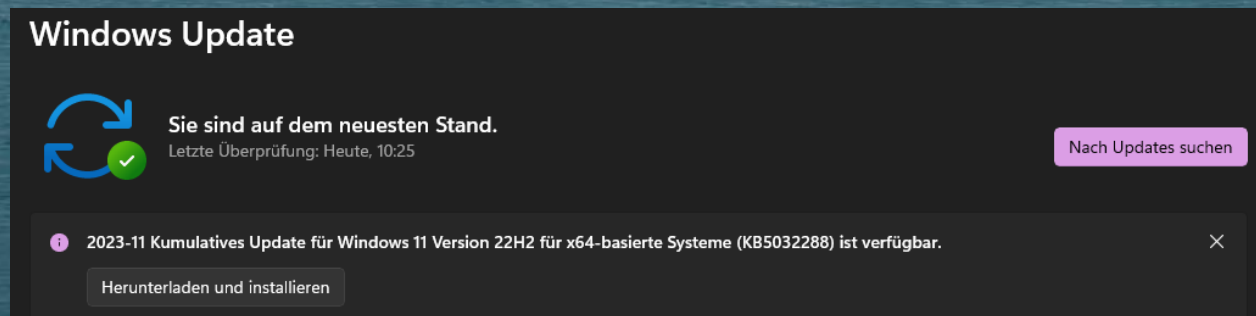 Windows Update
Sie sind auf dem neuesten Stand.
Letzte Überprüfung: Heute, 10:25
Nach Updates suchen
2023-11 Kumulatives Update für Windows 11 Version 22H2 für x64-basierte Systeme (KB5032288) ist verfügbar.
Herunterladen und installieren